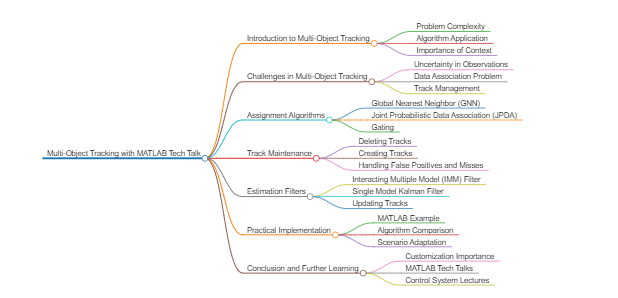 Multi-Object Tracking with MATLAB Tech Talk
Introduction to Multi-Object Tracking
Problem Complexity
Algorithm Application
Importance of Context
Challenges in Multi-Object Tracking
Uncertainty in Observations
Data Association Problem
Track Management
Assignment Algorithms
Global Nearest Neighbor (GNN)
Joint Probabilistic Data Association (JPDA)
Gating
Track Maintenance
Deleting Tracks
Creating Tracks
Handling False Positives and Misses
Estimation Filters
Interacting Multiple Model (IMM) Filter
Single Model Kalman Filter
Updating Tracks
Practical Implementation
MATLAB Example
Algorithm Comparison
Scenario Adaptation
Conclusion and Further Learning
Customization Importance
MATLAB Tech Talks
Control System Lectures